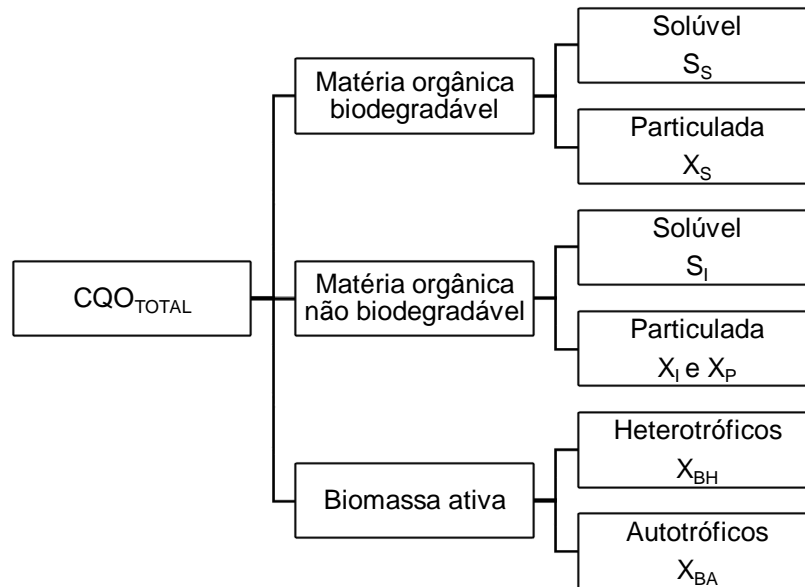 Solúvel
S_S
Matéria orgânica
biodegradável
Particulada
X_S
Solúvel
S_I
CQO_TOTAL
Matéria orgânica
não biodegradável
Particulada
X_I e X_P
Heterotróficos
X_BH
Biomassa ativa
Autotróficos
X_BA